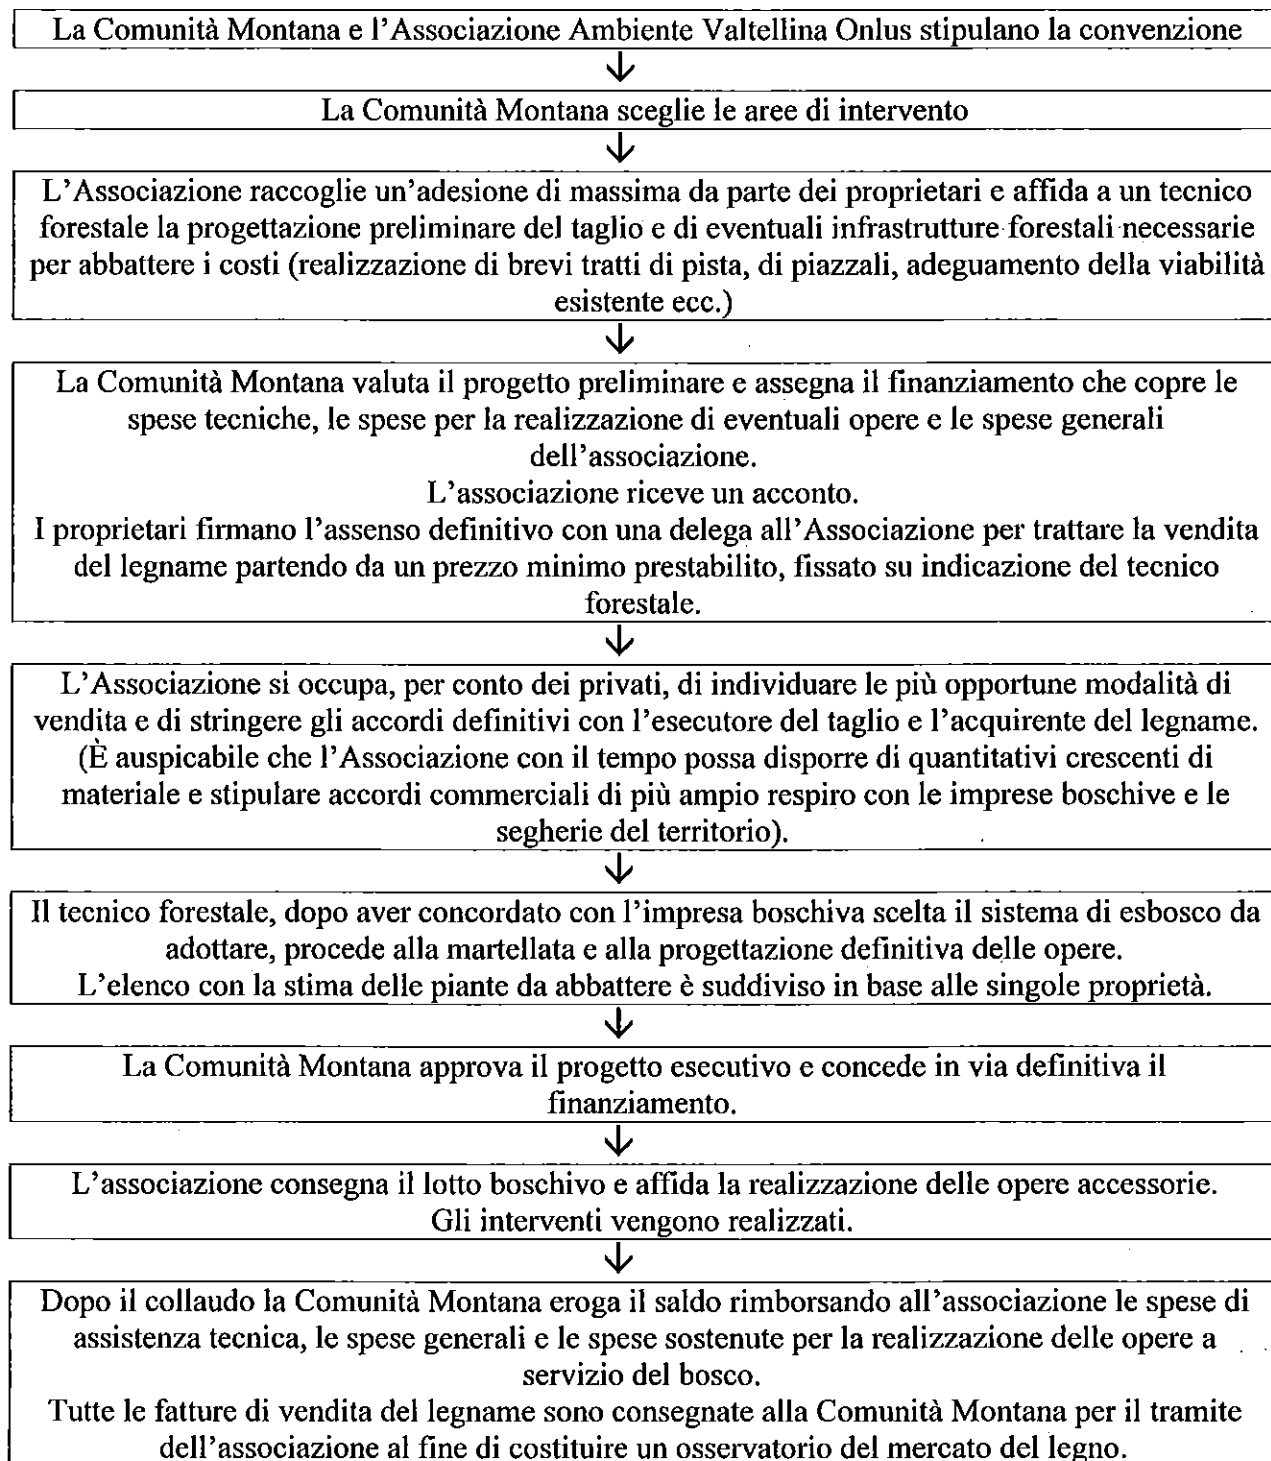 La Comunità Montana e l'Associazione Ambiente Valtellina Onlus stipulano la convenzione
La Comunità Montana sceglie le aree di intervento
L'Associazione raccoglie un'adesione di massima da parte dei proprietari e affida a un tecnico
forestale la progettazione preliminare del taglio e di eventuali infrastrutture forestali necessarie
per abbattere i costi (realizzazione di brevi tratti di pista, di piazzali, adeguamento della viabilità
esistente ecc.)
La Comunità Montana valuta il progetto preliminare e assegna il finanziamento che copre le
spese tecniche, le spese per la realizzazione di eventuali opere e le spese generali
dell'associazione.
L'associazione riceve un acconto.
I proprietari firmano l'assenso definitivo con una delega all'Associazione per trattare la vendita
del legname partendo da un prezzo minimo prestabilito, fissato su indicazione del tecnico
forestale.
L'Associazione si occupa, per conto dei privati, di individuare le più opportune modalità di
vendita e di stringere gli accordi definitivi con l'esecutore del taglio e l'acquirente del legname.
(È auspicabile che l'Associazione con il tempo possa disporre di quantitativi crescenti di
materiale e stipulare accordi commerciali di più ampio respiro con le imprese boschive e le
segherie del territorio).
Il tecnico forestale, dopo aver concordato con l'impresa boschiva scelta il sistema di esbosco da
adottare, procede alla martellata e alla progettazione definitiva delle opere.
L'elenco con la stima delle piante da abbattere è suddiviso in base alle singole proprietà.
La Comunità Montana approva il progetto esecutivo e concede in via definitiva il
finanziamento.
L'associazione consegna il lotto boschivo e affida la realizzazione delle opere accessorie.
Gli interventi vengono realizzati.
Dopo il collaudo la Comunità Montana eroga il saldo rimborsando all'associazione le spese di
assistenza tecnica, le spese generali e le spese sostenute per la realizzazione delle opere a
servizio del bosco.
Tutte le fatture di vendita del legname sono consegnate alla Comunità Montana per il tramite
dell'associazione al fine di costituire un osservatorio del mercato del legno.